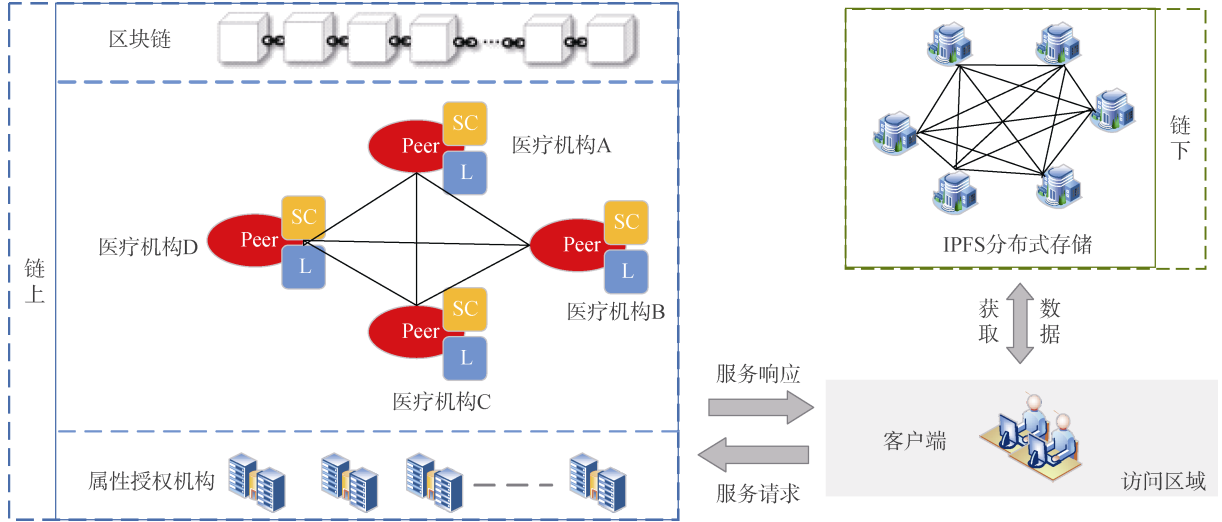 区块链
SC
Peer
L
医疗机构A
SC
Peer
L
医疗机构D
SC
Peer
L
医疗机构B
SC
Peer
L
医疗机构C
链上
属性授权机构
服务响应
服务请求
IPFS分布式存储
链下
获取
数据
客户端
访问区域